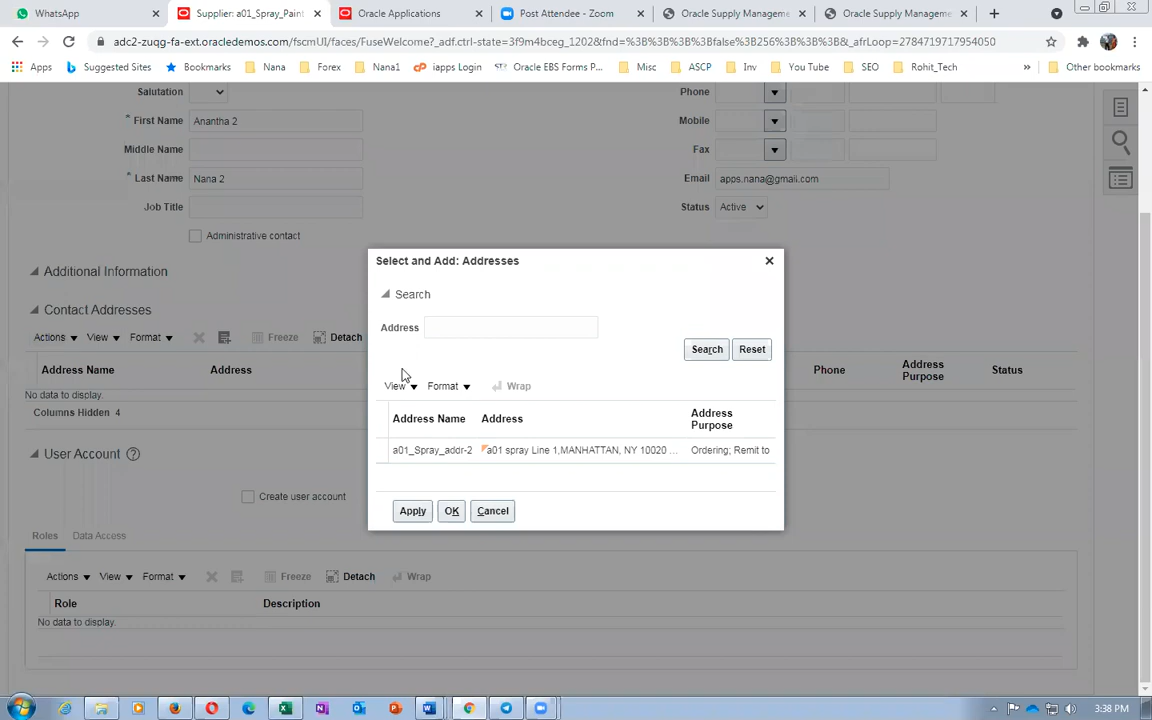 WhatsApp
Supplier: a01_Spray_Paint
Oracle Applications
Post Attendee - Zoom
Oracle Supply Manageme
Oracle Supply Manageme
adc2-zuqg-fa-ext.oracledemos.com/fscmUI/faces/FuseWelcome?_adf.ctrl-state=3f9m4bceg_1202&fnd=%3B%3B%3B%3Bfalse%3B256%3B%3B%3B&_afrLoop=27847197179540​50
Apps
Suggested Sites
Bookmarks
Nana
Forex
Nana1
iapps Login
Oracle EBS Forms P...
Misc
ASCP
Inv
You Tube
SEO
Rohit_Tech
»
Other bookmarks
Salutation
Phone
* First Name Anantha 2
Mobile
Middle Name
Fax
* Last Name Nana 2
Email apps.nana@gmail.com
Job Title
Status Active
Administrative contact
Additional Information
Contact Addresses
Actions View Format Freeze Detach
Address Name Address Phone Address Purpose Status
No data to display.
Columns Hidden 4
User Account
Create user account
Roles Data Access
Actions View Format Freeze Detach Wrap
Role Description
No data to display.
Select and Add: Addresses
Search
Address
Search Reset
View Format Wrap
Address Name Address Address Purpose
a01_Spray_addr-2 a01 spray Line 1,MANHATTAN, NY 10020 ... Ordering; Remit to
Apply OK Cancel
3:38 PM